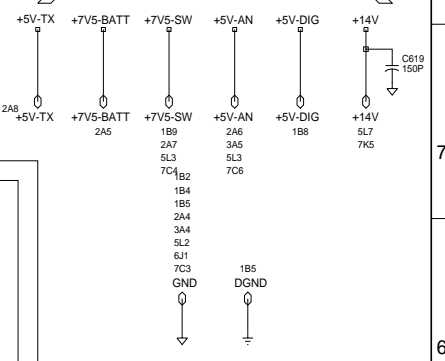 +5V-TX +7V5-BATT +7V5-SW +5V-AN +5V-DIG +14V
C619
150P
2A8
+5V-TX +7V5-BATT +7V5-SW +5V-AN +5V-DIG +14V
2A5 1B9 2A6 1B8 5L7
2A7 3A5 7K5
5L3 5L3
7C4 7C6
7
1B2
1B4
1B5
2A4
3A4
5L2
6J1
7C3 1B5
GND DGND
6